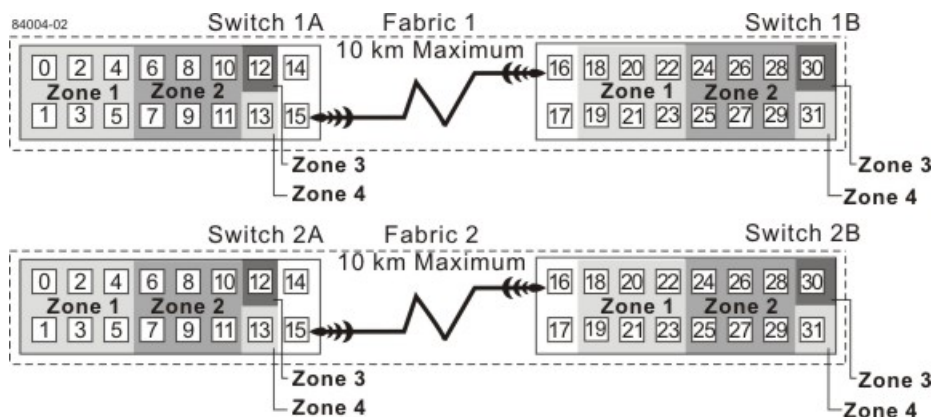 84004-02
Switch 1A Fabric 1 Switch 1B
10 km Maximum
0 2 4 6 8 10 12 14 16 18 20 22 24 26 28 30
Zone 1 Zone 2 Zone 1 Zone 2
1 3 5 7 9 11 13 15 17 19 21 23 25 27 29 31
Zone 3 Zone 3
Zone 4 Zone 4
Switch 2A Fabric 2 Switch 2B
10 km Maximum
0 2 4 6 8 10 12 14 16 18 20 22 24 26 28 30
Zone 1 Zone 2 Zone 1 Zone 2
1 3 5 7 9 11 13 15 17 19 21 23 25 27 29 31
Zone 3 Zone 3
Zone 4 Zone 4